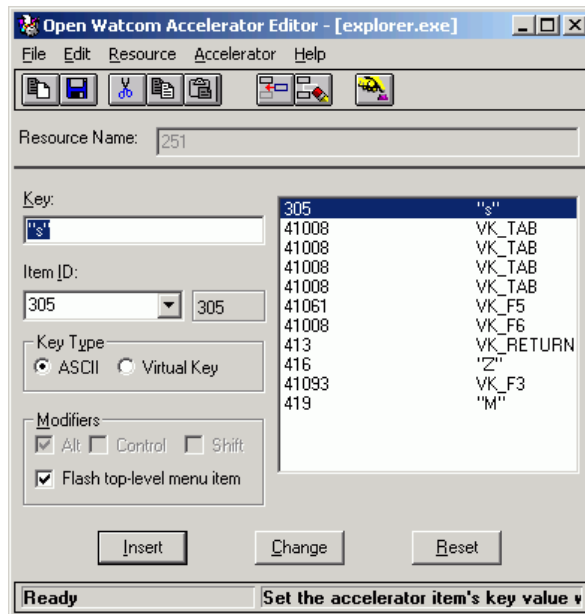 Open Watcom Accelerator Editor - [explorer.exe]
File Edit Resource Accelerator Help
Resource Name: 251
Key:
"s"
Item ID:
305 305
Key Type
ASCII Virtual Key
Modifiers
Alt Control Shift
Flash top-level menu item
305 "s"
41008 VK_TAB
41008 VK_TAB
41008 VK_TAB
41008 VK_TAB
41061 VK_F5
41008 VK_F6
413 VK_RETURN
416 "Z"
41093 VK_F3
419 "M"
Insert Change Reset
Ready Set the accelerator item's key value